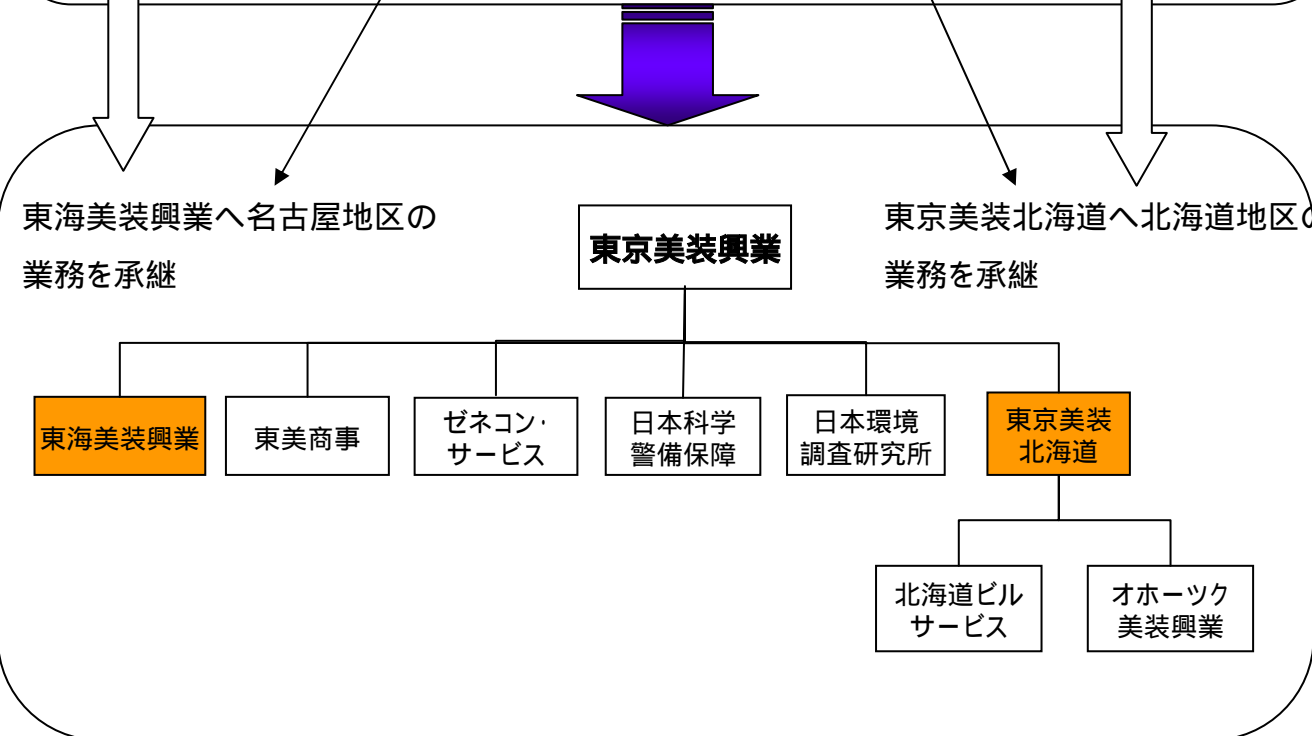 東海美装興業へ名古屋地区の
業務を承継
東京美装興業
東京美装北海道へ北海道地区の
業務を承継
東海美装興業
東美商事
ゼネコン・
サービス
日本科学
警備保障
日本環境
調査研究所
東京美装
北海道
北海道ビル
サービス
オホーツク
美装興業